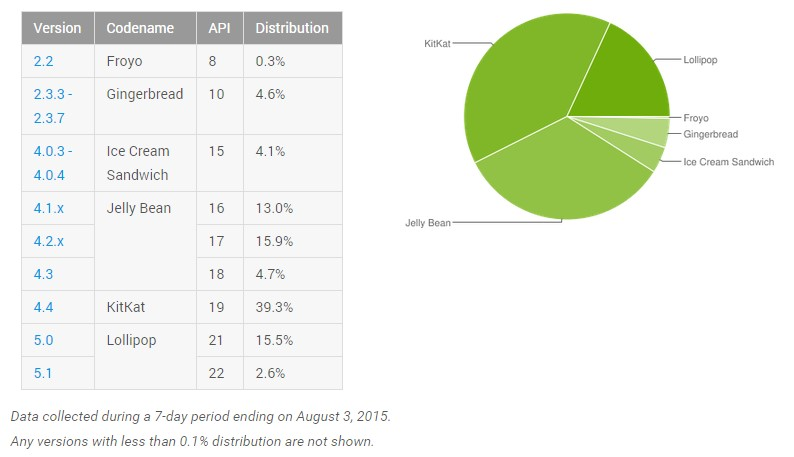 Version Codename API Distribution
2.2 Froyo 8 0.3%
2.3.3 - Gingerbread 10 4.6%
2.3.7
4.0.3 - Ice Cream 15 4.1%
4.0.4 Sandwich
4.1.x Jelly Bean 16 13.0%
4.2.x 17 15.9%
4.3 18 4.7%
4.4 KitKat 19 39.3%
5.0 Lollipop 21 15.5%
5.1 22 2.6%
KitKat
Lollipop
Froyo
Gingerbread
Ice Cream Sandwich
Jelly Bean
Data collected during a 7-day period ending on August 3, 2015.
Any versions with less than 0.1% distribution are not shown.